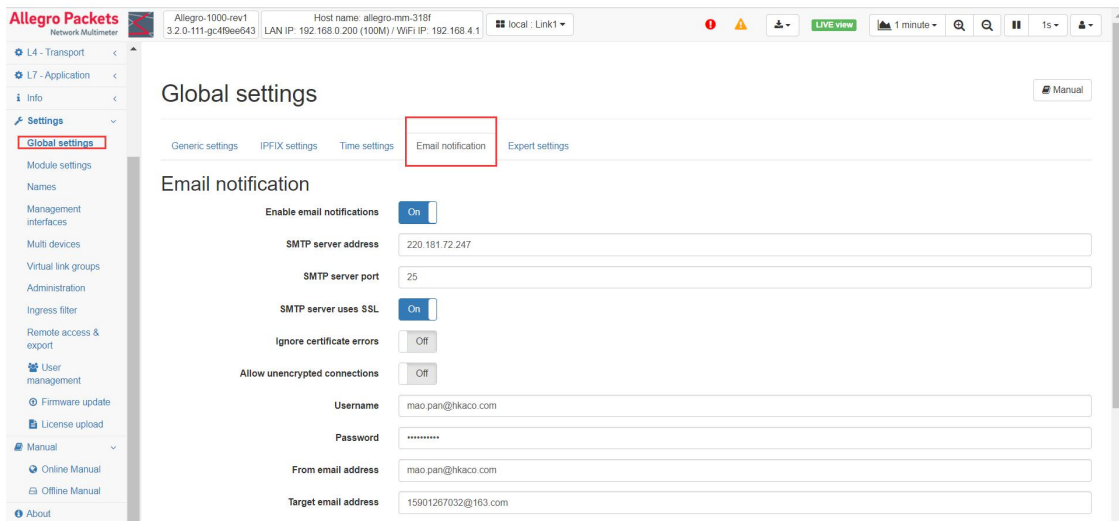 Allegro Packets
Network Multimeter
Allegro-1000-rev1
3.2.0-111-gc4f9ee643
Host name: allegro-mm-318f
LAN IP: 192.168.0.200 (100M) / WiFi IP: 192.168.4.1
local : Link1
LIVE view
1 minute
1s
L4 - Transport
L7 - Application
Info
Settings
Global settings
Module settings
Names
Management
interfaces
Multi devices
Virtual link groups
Administration
Ingress filter
Remote access &
export
User
management
Firmware update
License upload
Manual
Online Manual
Offline Manual
About
Global settings
Manual
Generic settings
IPFIX settings
Time settings
Email notification
Expert settings
Email notification
Enable email notifications On
SMTP server address 220.181.72.247
SMTP server port 25
SMTP server uses SSL On
Ignore certificate errors Off
Allow unencrypted connections Off
Username mao.pan@hkaco.com
Password ••••••••••
From email address mao.pan@hkaco.com
Target email address 15901267032@163.com